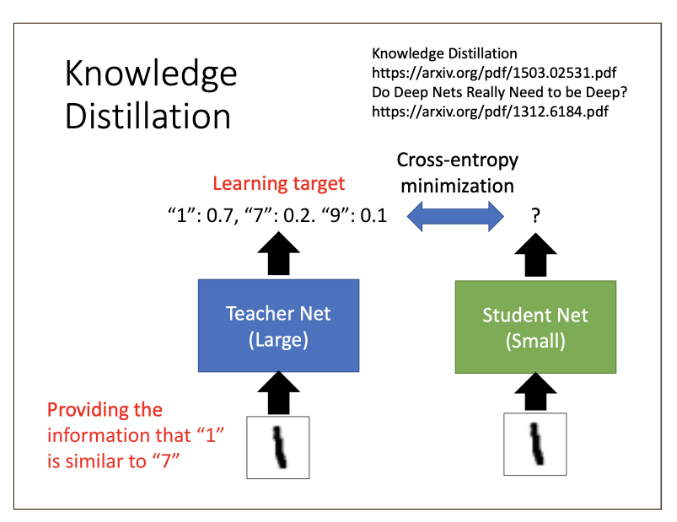 Knowledge
Distillation
Knowledge Distillation
https://arxiv.org/pdf/1503.02531.pdf
Do Deep Nets Really Need to be Deep?
https://arxiv.org/pdf/1312.6184.pdf
Cross-entropy
minimization
Learning target
“1”: 0.7, “7”: 0.2. “9”: 0.1
?
Teacher Net
(Large)
Student Net
(Small)
Providing the
information that “1”
is similar to “7”
1
1